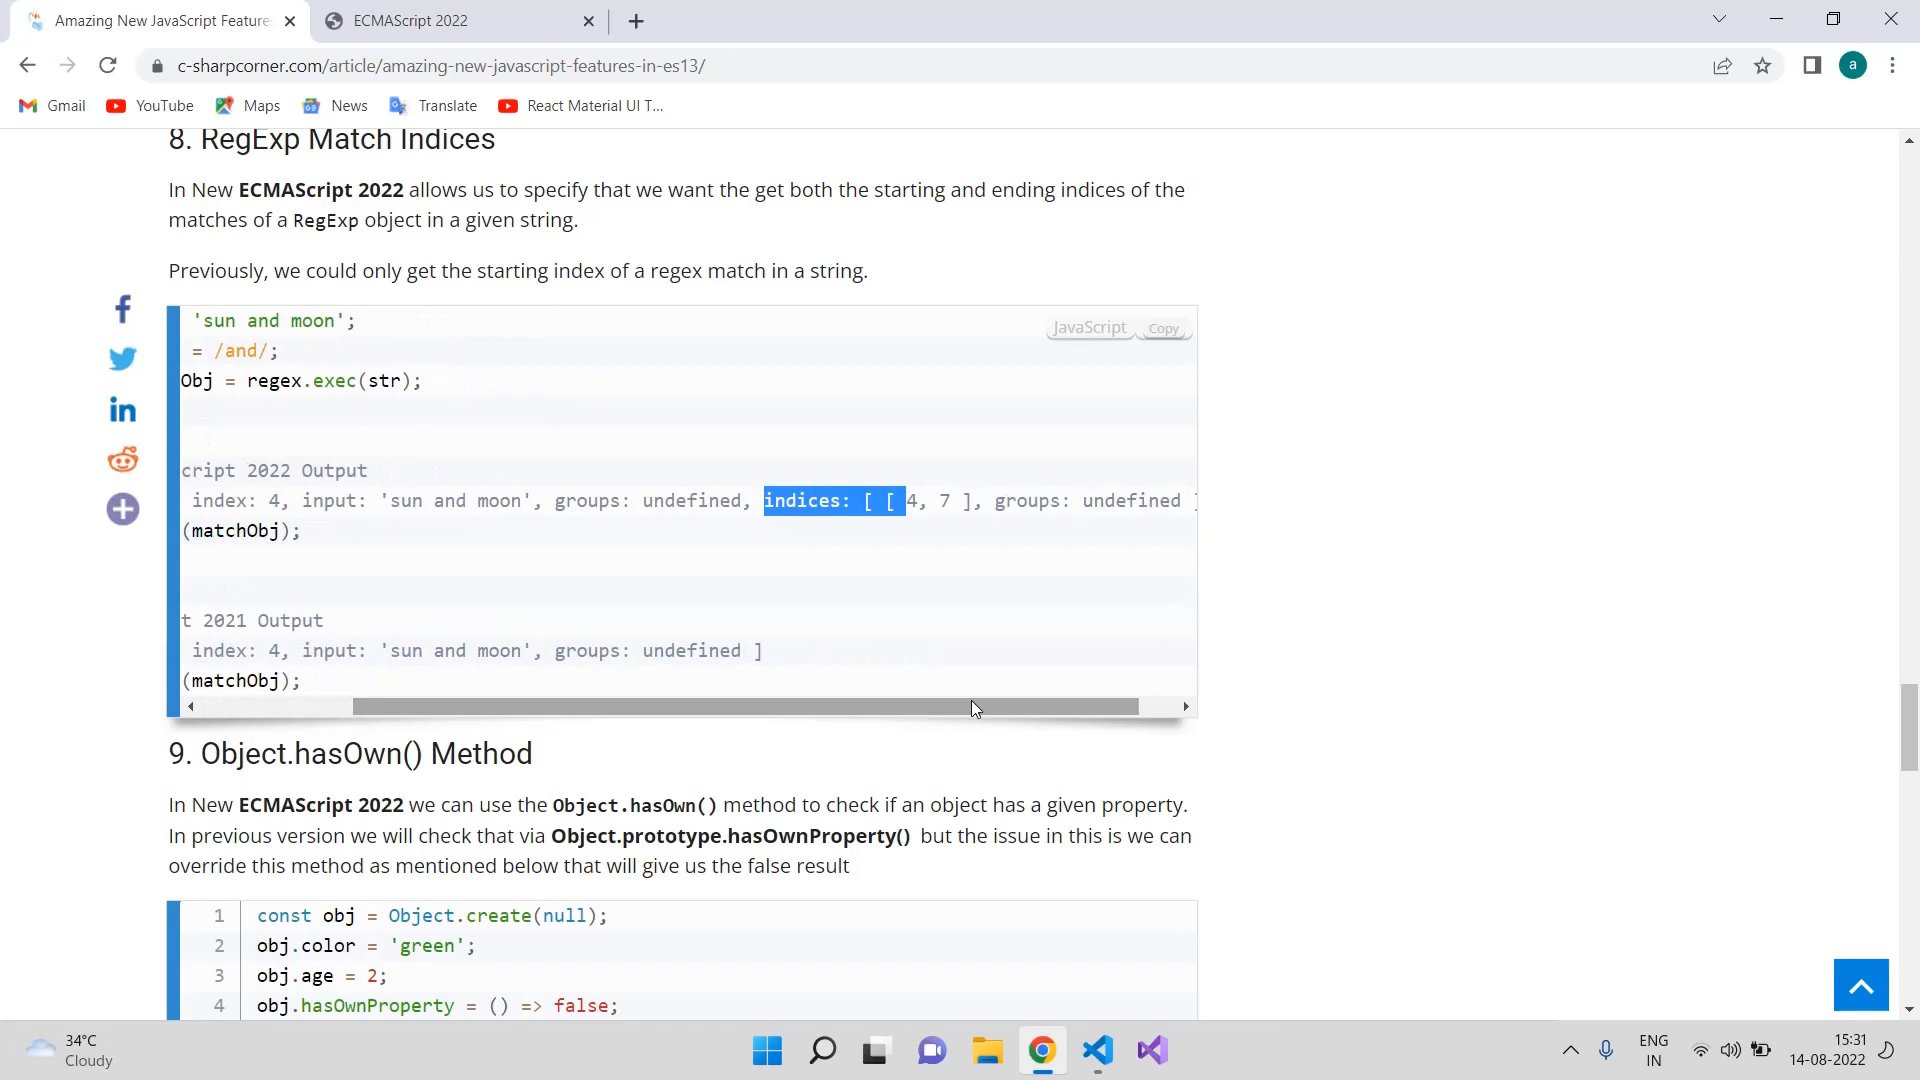 Amazing New JavaScript Feature
ECMAScript 2022
c-sharpcorner.com/article/amazing-new-javascript-features-in-es13/
a
Gmail
YouTube
Maps
News
Translate
React Material UI T...
8. RegExp Match Indices
In New ECMAScript 2022 allows us to specify that we want the get both the starting and ending indices of the
matches of a RegExp object in a given string.
Previously, we could only get the starting index of a regex match in a string.
'sun and moon';
JavaScript Copy
= /and/;
Obj = regex.exec(str);
cript 2022 Output
index: 4, input: 'sun and moon', groups: undefined, indices: [ [ 4, 7 ], groups: undefined ]
(matchObj);
t 2021 Output
index: 4, input: 'sun and moon', groups: undefined ]
(matchObj);
9. Object.hasOwn() Method
In New ECMAScript 2022 we can use the Object.hasOwn() method to check if an object has a given property.
In previous version we will check that via Object.prototype.hasOwnProperty() but the issue in this is we can
override this method as mentioned below that will give us the false result
1 const obj = Object.create(null);
2 obj.color = 'green';
3 obj.age = 2;
4 obj.hasOwnProperty = () => false;
34°C
Cloudy
ENG
IN
15:31
14-08-2022